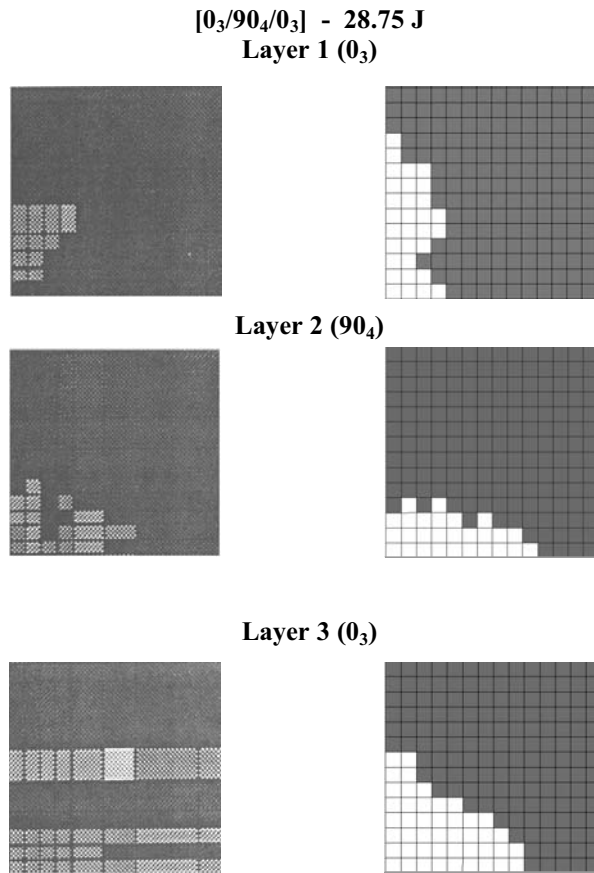 [0₃/90₄/0₃] - 28.75 J
Layer 1 (0₃)
Layer 2 (90₄)
Layer 3 (0₃)